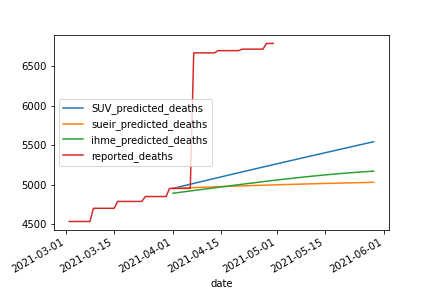 6500
6000
5500
5000
4500
SUV_predicted_deaths
sueir_predicted_deaths
ihme_predicted_deaths
reported_deaths
2021-03-01
2021-03-15
2021-04-01
2021-04-15
2021-05-01
2021-05-15
2021-06-01
date